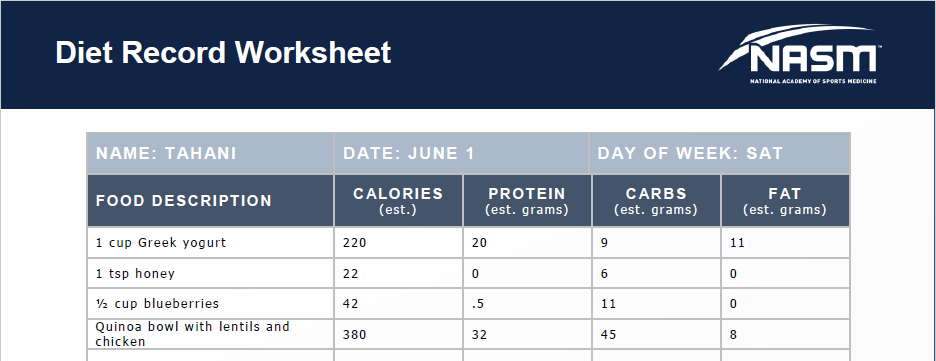 Diet Record Worksheet
NASM™
NATIONAL ACADEMY OF SPORTS MEDICINE
NAME: TAHANI DATE: JUNE 1 DAY OF WEEK: SAT
FOOD DESCRIPTION CALORIES (est.) PROTEIN (est. grams) CARBS (est. grams) FAT (est. grams)
1 cup Greek yogurt 220 20 9 11
1 tsp honey 22 0 6 0
½ cup blueberries 42 .5 11 0
Quinoa bowl with lentils and
chicken 380 32 45 8